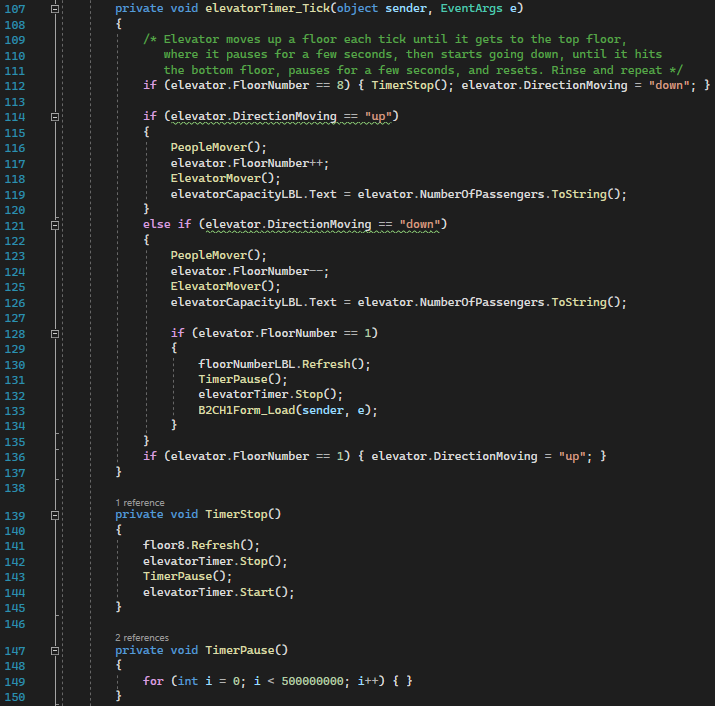 107 private void elevatorTimer_Tick(object sender, EventArgs e)
108 {
109 /* Elevator moves up a floor each tick until it gets to the top floor,
110 where it pauses for a few seconds, then starts going down, until it hits
111 the bottom floor, pauses for a few seconds, and resets. Rinse and repeat */
112 if (elevator.FloorNumber == 8) { TimerStop(); elevator.DirectionMoving = "down"; }
113
114 if (elevator.DirectionMoving == "up")
115 {
116 PeopleMover();
117 elevator.FloorNumber++;
118 ElevatorMover();
119 elevatorCapacityLBL.Text = elevator.NumberOfPassengers.ToString();
120 }
121 else if (elevator.DirectionMoving == "down")
122 {
123 PeopleMover();
124 elevator.FloorNumber--;
125 ElevatorMover();
126 elevatorCapacityLBL.Text = elevator.NumberOfPassengers.ToString();
127
128 if (elevator.FloorNumber == 1)
129 {
130 floorNumberLBL.Refresh();
131 TimerPause();
132 elevatorTimer.Stop();
133 B2CH1Form_Load(sender, e);
134 }
135 }
136 if (elevator.FloorNumber == 1) { elevator.DirectionMoving = "up"; }
137 }
138
1 reference
139 private void TimerStop()
140 {
141 floor8.Refresh();
142 elevatorTimer.Stop();
143 TimerPause();
144 elevatorTimer.Start();
145 }
146
2 references
147 private void TimerPause()
148 {
149 for (int i = 0; i < 500000000; i++) { }
150 }